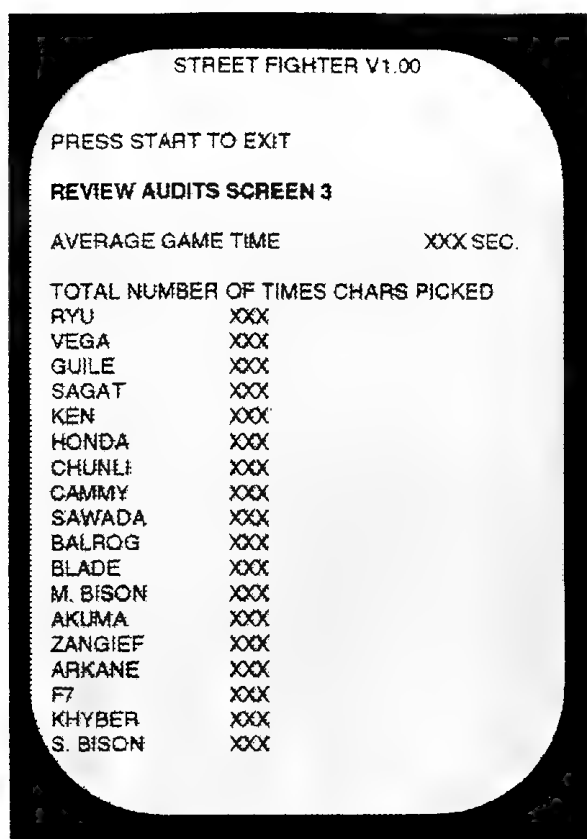 STREET FIGHTER V1.00
PRESS START TO EXIT
REVIEW AUDITS SCREEN 3
AVERAGE GAME TIME XXX SEC.
TOTAL NUMBER OF TIMES CHARS PICKED
RYU XXX
VEGA XXX
GUILE XXX
SAGAT XXX
KEN XXX
HONDA XXX
CHUNLI XXX
CAMMY XXX
SAWADA XXX
BALROG XXX
BLADE XXX
M. BISON XXX
AKUMA XXX
ZANGIEF XXX
ARKANE XXX
F7 XXX
KHYBER XXX
S. BISON XXX